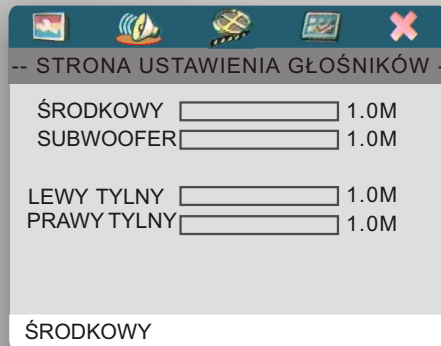 -- STRONA USTAWIENIA GŁOŚNIKÓW -
ŚRODKOWY 1.0M
SUBWOOFER 1.0M
LEWY TYLNY 1.0M
PRAWY TYLNY 1.0M
ŚRODKOWY